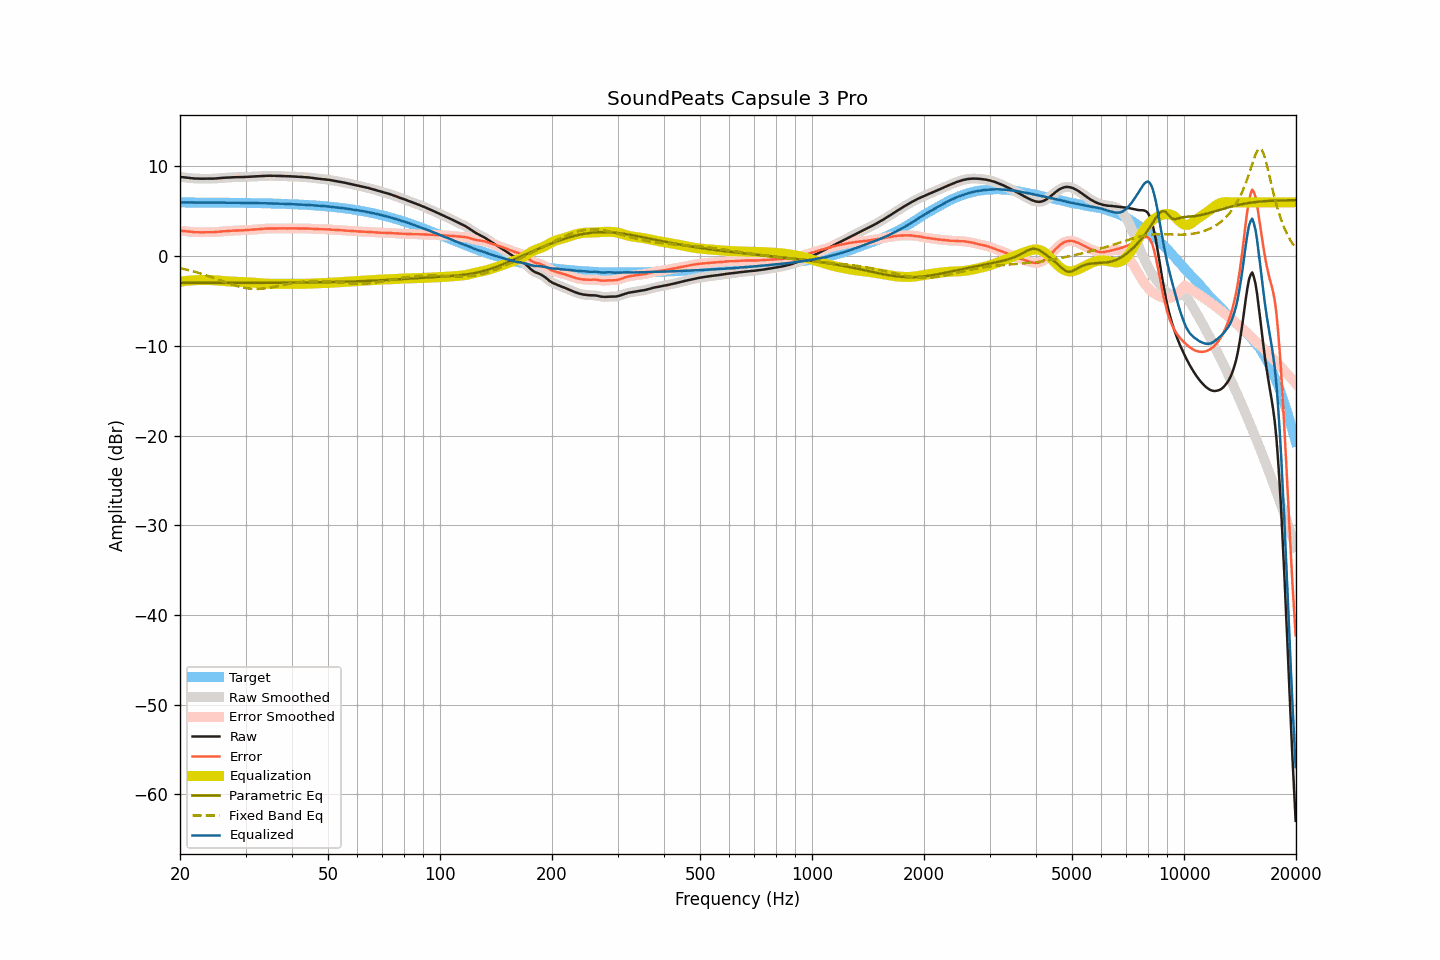 SoundPeats Capsule 3 Pro
Amplitude (dBr)
10
0
−10
−20
−30
−40
−50
−60
Target
Raw Smoothed
Error Smoothed
Raw
Error
Equalization
Parametric Eq
Fixed Band Eq
Equalized
20 50 100 200 500 1000 2000 5000 10000 20000
Frequency (Hz)